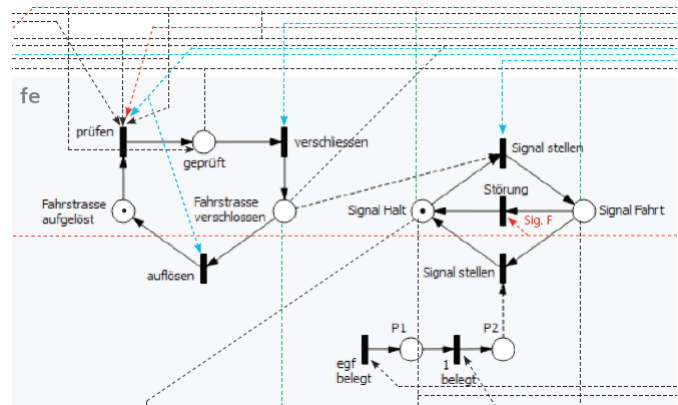 fe
prüfen
geprüft
verschliessen
Signal stellen
Fahrstrasse
aufgelöst
Fahrstrasse
verschlossen
Signal Halt
Störung
Sig. F
Signal Fahrt
auflösen
Signal stellen
P1
P2
egf
belegt
1
belegt